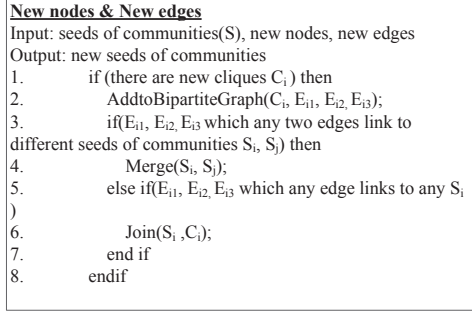 New nodes & New edges
Input: seeds of communities(S), new nodes, new edges
Output: new seeds of communities
1. if (there are new cliques Ci) then
2. AddtoBipartiteGraph(Ci, Ei1, Ei2, Ei3);
3. if(Ei1, Ei2, Ei3 which any two edges link to
different seeds of communities Si, Sj) then
4. Merge(Si, Sj);
5. else if(Ei1, Ei2, Ei3 which any edge links to any Si
)
6. Join(Si ,Ci);
7. end if
8. endif